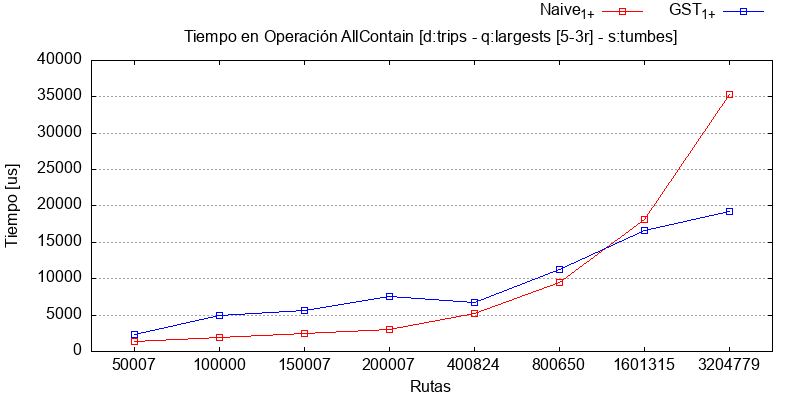 Naive1+ GST1+
Tiempo en Operación AllContain [d:trips - q:largests [5-3r] - s:tumbes]
40000
35000
30000
25000
20000
15000
10000
5000
0
Tiempo [us]
50007 100000 150007 200007 400824 800650 1601315 3204779
Rutas